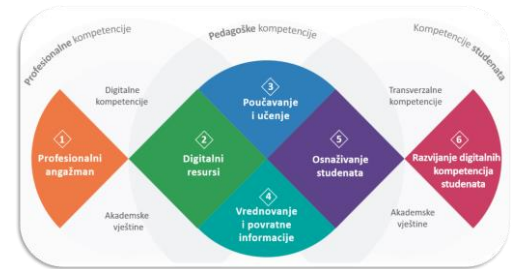 Profesionalne kompetencije
Pedagoške kompetencije
Kompetencije studenata
Digitalne
kompetencije
Transverzalne
kompetencije
1
Profesionalni
angažman
2
Digitalni
resursi
3
Poučavanje
i učenje
4
Vrednovanje
i povratne
informacije
5
Osnaživanje
studenata
6
Razvijanje digitalnih
kompetencija
studenata
Akademske
vještine
Akademske
vještine